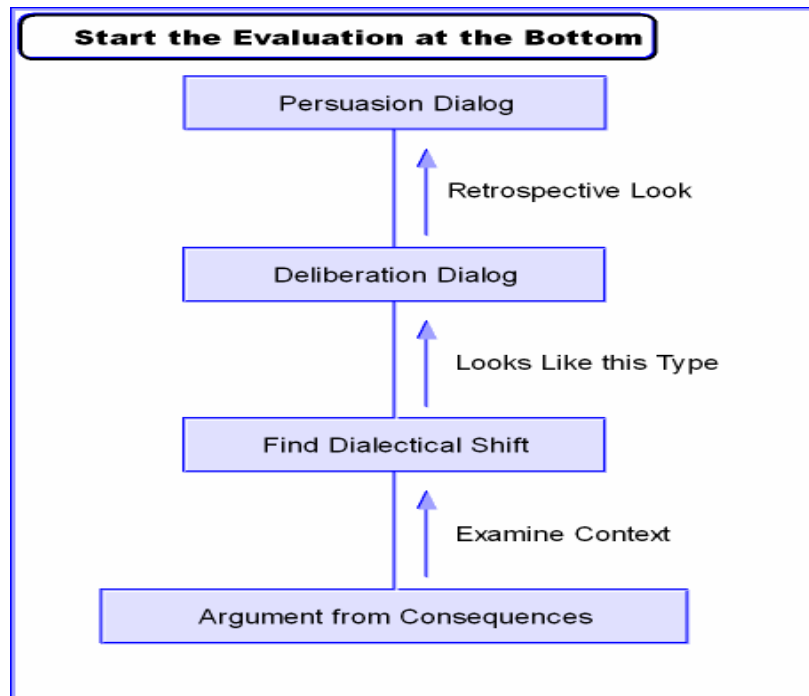 Start the Evaluation at the Bottom
Persuasion Dialog
Retrospective Look
Deliberation Dialog
Looks Like this Type
Find Dialectical Shift
Examine Context
Argument from Consequences